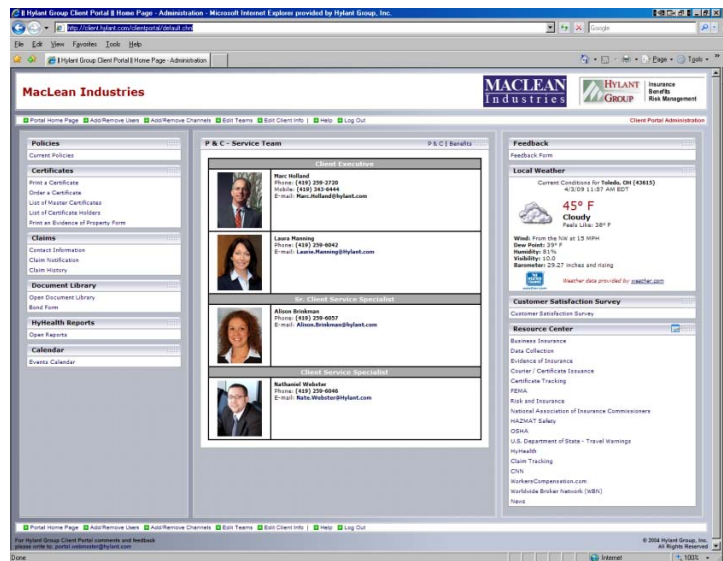 Hylant Group Client Portal || Home Page - Administration - Microsoft Internet Explorer provided by Hylant Group, Inc.
http://client.hylant.com/clientportal/default.chn
Google
File Edit View Favorites Tools Help
Hylant Group Client Portal || Home Page - Administration
Page Tools
MacLean Industries
MACLEAN
Industries
HYLANT
GROUP
Insurance
Benefits
Risk Management
Portal Home Page Add/Remove Users Add/Remove Channels Edit Teams Edit Client Info | Help Log Out
Client Portal Administration
Policies
Current Policies
Certificates
Print a Certificate
Order a Certificate
List of Master Certificates
List of Certificate Holders
Print an Evidence of Property Form
Claims
Contact Information
Claim Notification
Claim History
Document Library
Open Document Library
Bond Form
HyHealth Reports
Open Reports
Calendar
Events Calendar
P & C - Service Team
P & C | Benefits
Client Executive
Marc Holland
Phone: (419) 259-2720
Mobile: (419) 343-6444
E-mail: Marc.Holland@hylant.com
Laura Manning
Phone: (419) 259-6042
E-mail: Laurie.Manning@Hylant.com
Sr. Client Service Specialist
Alison Brinkman
Phone: (419) 259-6057
E-mail: Alison.Brinkman@hylant.com
Client Service Specialist
Nathaniel Webster
Phone: (419) 259-6046
E-mail: Nate.Webster@Hylant.com
Feedback
Feedback Form
Local Weather
Current Conditions for Toledo, OH (43615)
4/3/09 11:57 AM EDT
45° F
Cloudy
Feels Like: 38° F
Wind: From the NW at 15 MPH
Dew Point: 39° F
Humidity: 81%
Visibility: 10.0
Barometer: 29.27 inches and rising
Weather data provided by weather.com
Customer Satisfaction Survey
Customer Satisfaction Survey
Resource Center
Business Insurance
Data Collection
Evidence of Insurance
Courier / Certificate Issuance
Certificate Tracking
FEMA
Risk and Insurance
National Association of Insurance Commissioners
HAZMAT Safety
OSHA
U.S. Department of State - Travel Warnings
HyHealth
Claim Tracking
CNN
WorkersCompensation.com
Worldwide Broker Network (WBN)
News
Portal Home Page Add/Remove Users Add/Remove Channels Edit Teams Edit Client Info | Help Log Out
For Hylant Group Client Portal comments and feedback
please write to: portal.webmaster@hylant.com
© 2004 Hylant Group, Inc.
All Rights Reserved
Done
Internet
100%